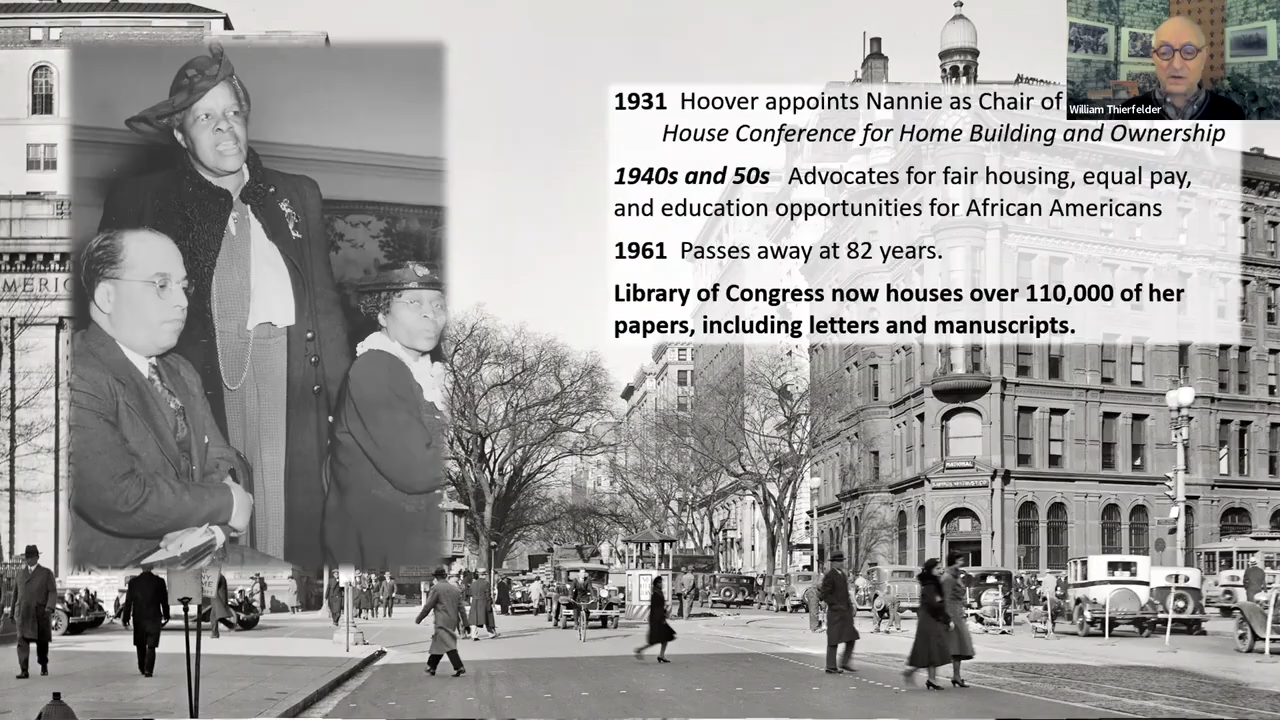 1931 Hoover appoints Nannie as Chair of
House Conference for Home Building and Ownership
1940s and 50s Advocates for fair housing, equal pay,
and education opportunities for African Americans
1961 Passes away at 82 years.
Library of Congress now houses over 110,000 of her
papers, including letters and manuscripts.
William Thierfelder
NATIONAL